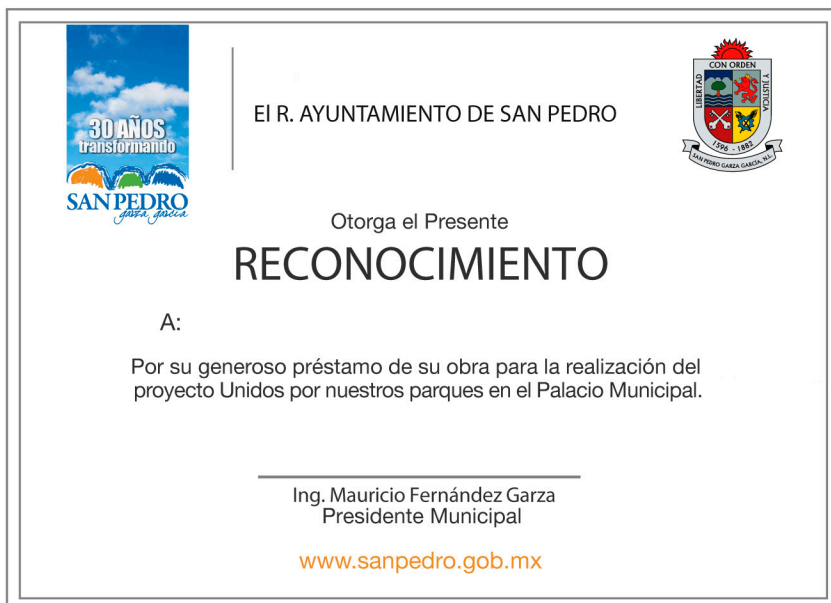 30 AÑOS
transformando
SAN PEDRO
garza garcía
El R. AYUNTAMIENTO DE SAN PEDRO
CON ORDEN
LIBERTAD
Y JUSTICIA
1596 - 1882
SAN PEDRO GARZA GARCÍA, N.L.
Otorga el Presente
RECONOCIMIENTO
A:
Por su generoso préstamo de su obra para la realización del
proyecto Unidos por nuestros parques en el Palacio Municipal.
Ing. Mauricio Fernández Garza
Presidente Municipal
www.sanpedro.gob.mx